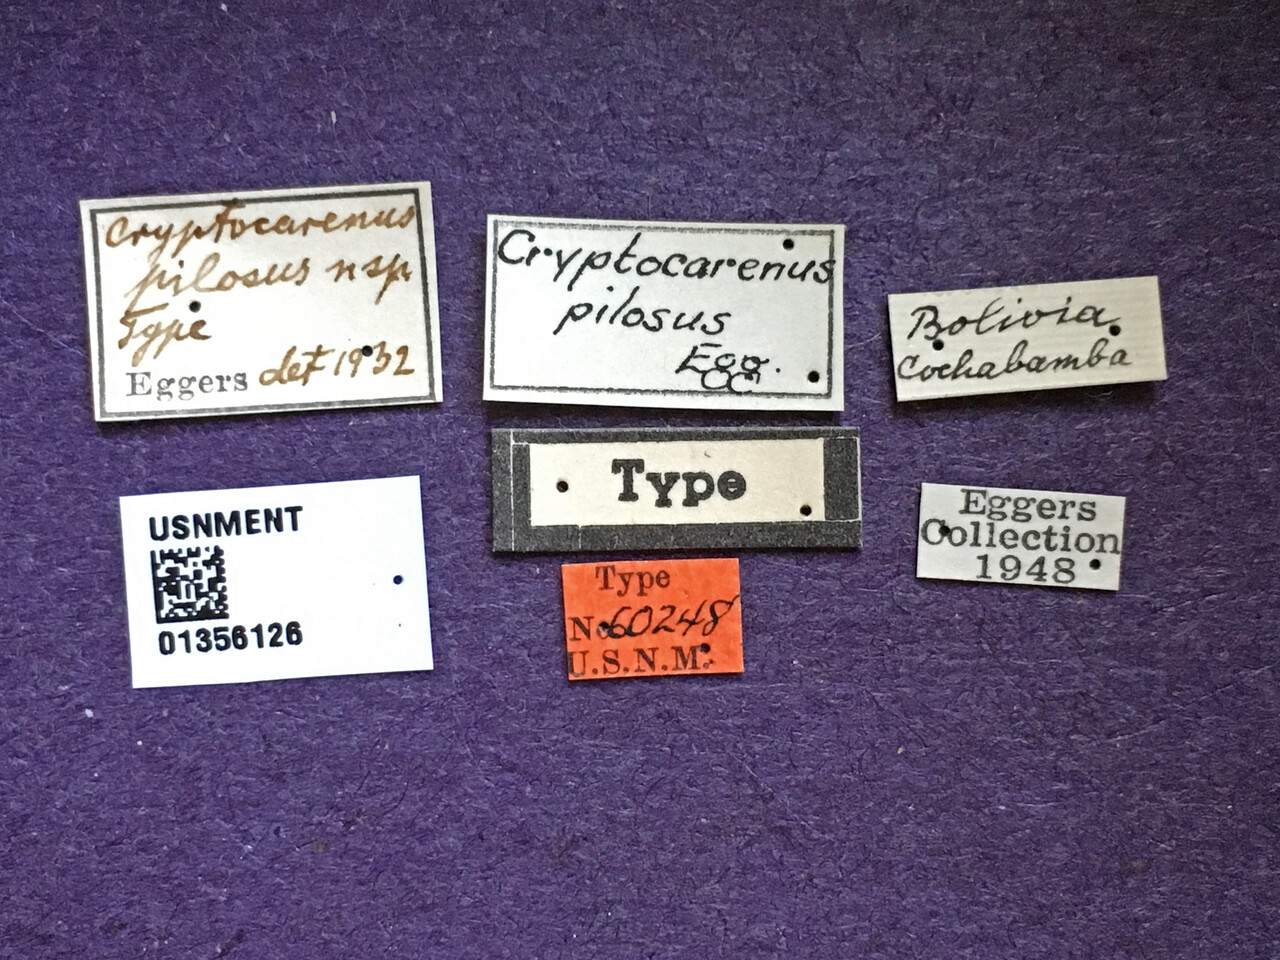 Cryptocarenus
pilosus nsp.
Type
Eggers det 1932
Cryptocarenus
pilosus
Egg.
♂♂
Bolivia
Cochabamba
USNMENT
01356126
Type
Type
No. 60248
U.S.N.M.
Eggers
Collection
1948